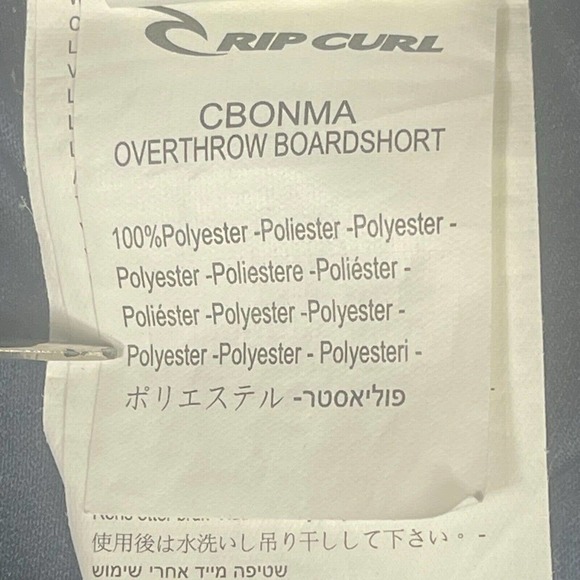 RIP CURL
CBONMA
OVERTHROW BOARDSHORT
100%Polyester -Poliester -Polyester -
Polyester -Poliestere -Poliéster -
Poliéster -Polyester -Polyester -
Polyester -Polyester - Polyesteri -
ポリエステル -פוליאסטר
使用後は水洗いし吊り干しして下さい。 -
שטיפה מייד אחרי שימוש